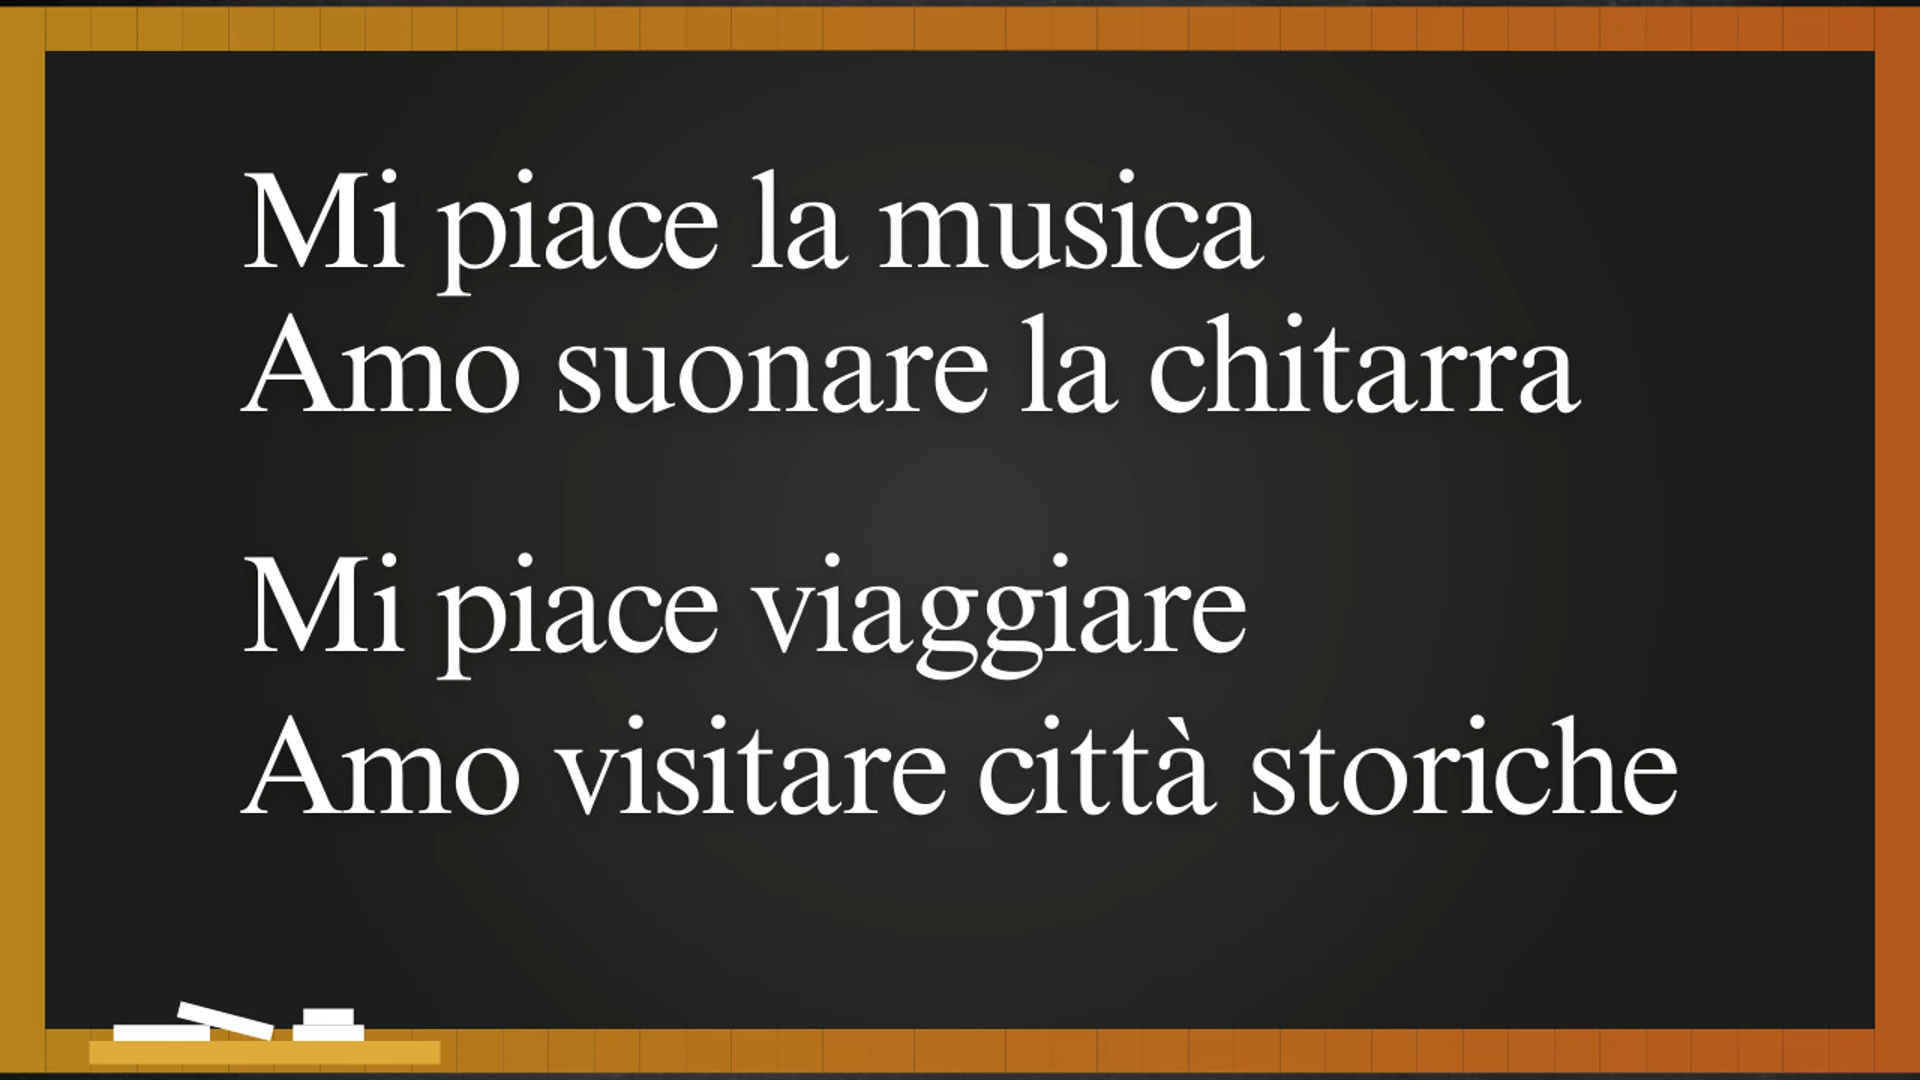 Mi piace la musica
Amo suonare la chitarra
Mi piace viaggiare
Amo visitare città storiche